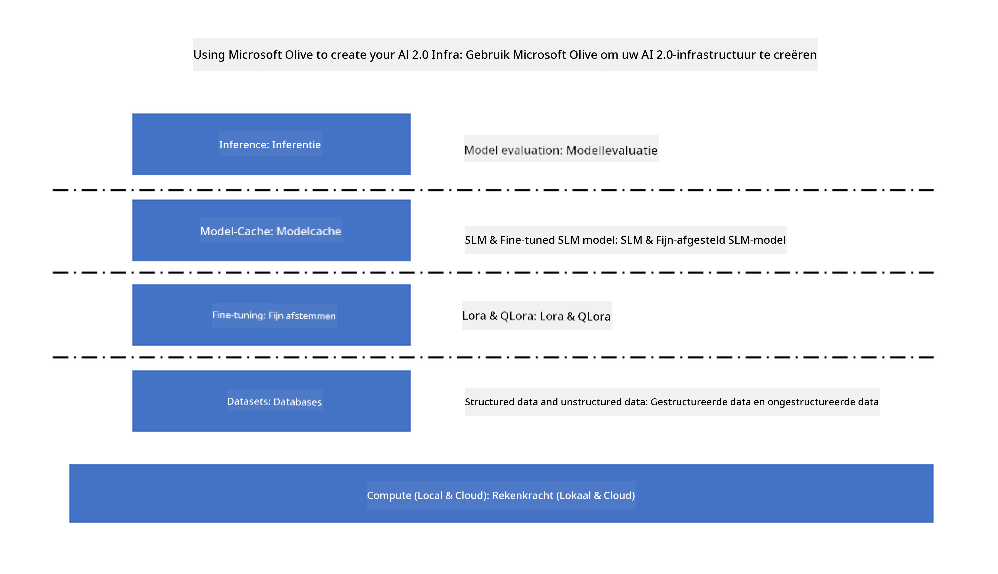 Using Microsoft Olive to create your AI 2.0 Infra: Gebruik Microsoft Olive om uw AI 2.0-infrastructuur te creëren
Inference: Inferentie
Model evaluation: Modellevaluatie
Model-Cache: Modelcache
SLM & Fine-tuned SLM model: SLM & Fijn-afgesteld SLM-model
Fine-tuning: Fijn afstemmen
Lora & QLora: Lora & QLora
Datasets: Databases
Structured data and unstructured data: Gestructureerde data en ongestructureerde data
Compute (Local & Cloud): Rekenkracht (Lokaal & Cloud)